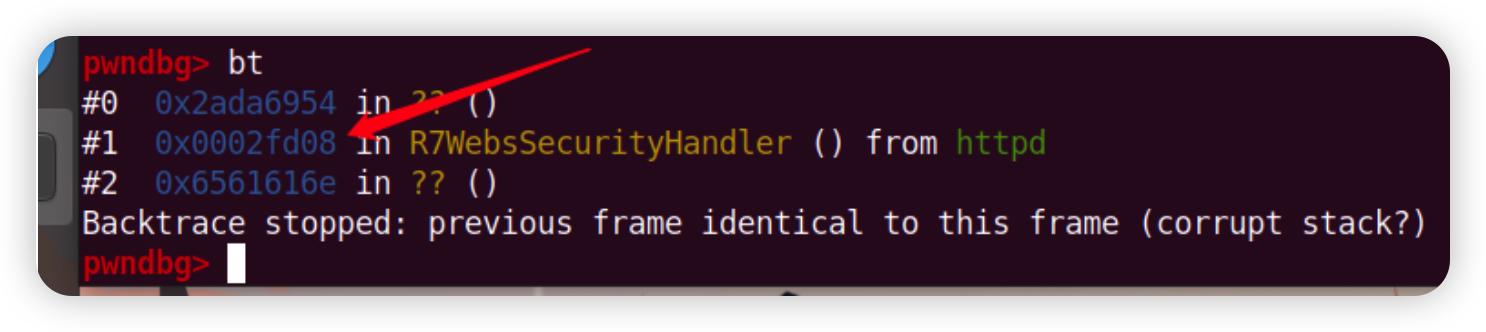 pwndbg> bt
#0  0x2ada6954 in ?? ()
#1  0x0002fd08 in R7WebsSecurityHandler () from httpd
#2  0x6561616e in ?? ()
Backtrace stopped: previous frame identical to this frame (corrupt stack?)
pwndbg>